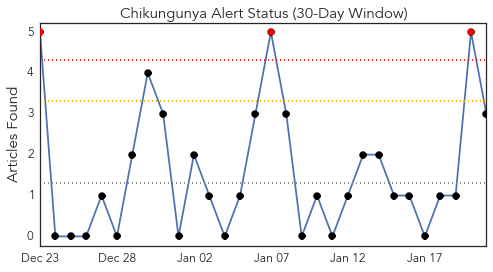 Chikungunya Alert Status (30-Day Window)
Articles Found
5
4
3
2
1
0
Dec 23 Dec 28 Jan 02 Jan 07 Jan 12 Jan 17